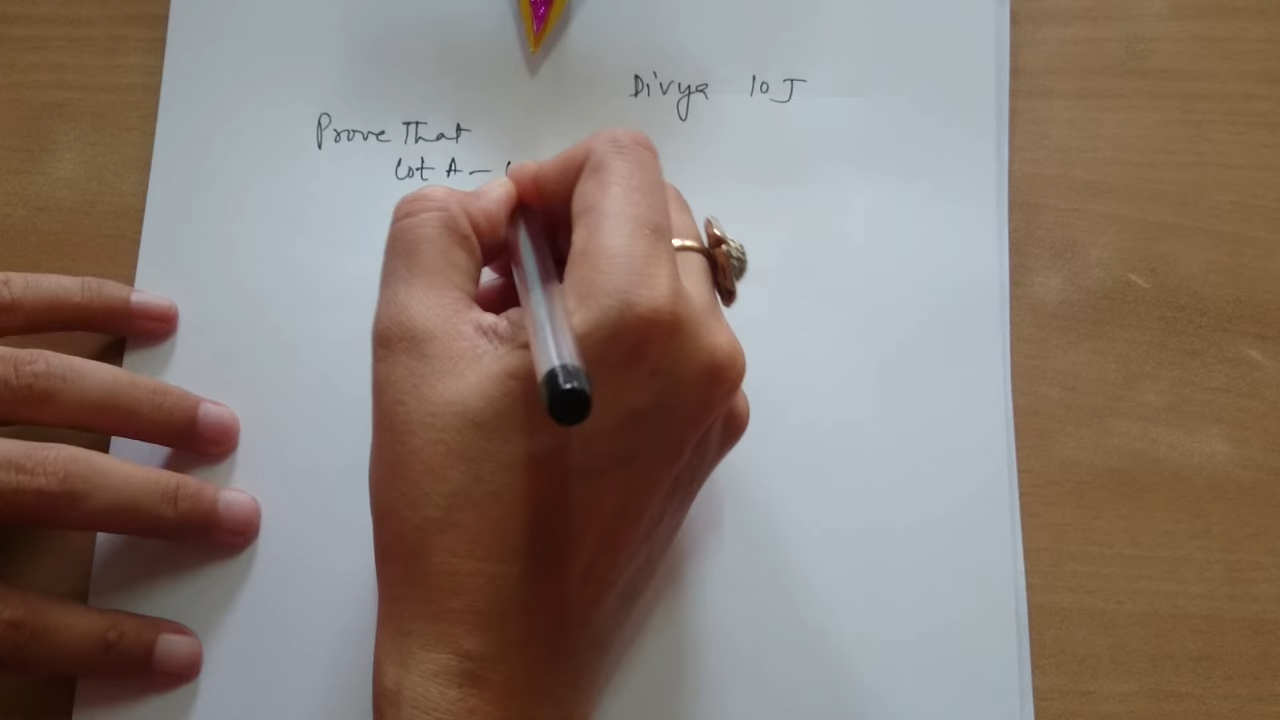 Divya 10 J
Prove That
Cot A –